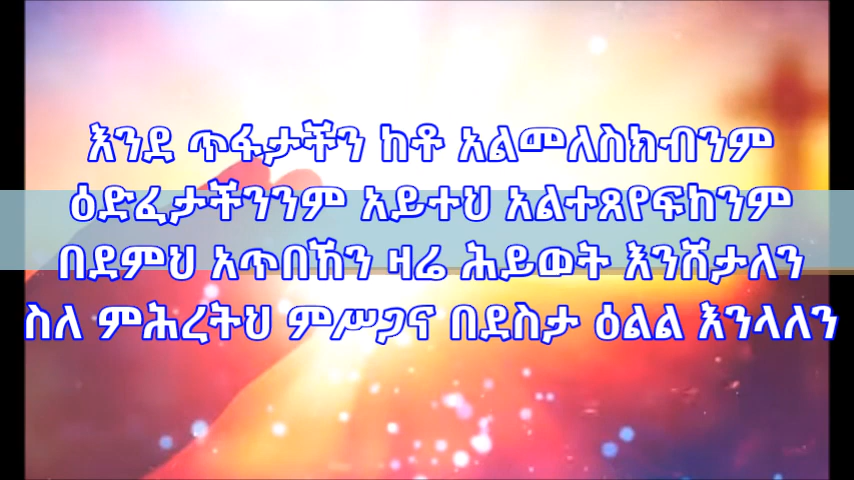 እንደ ጥፋታችን ከቶ አልመለስክብንም
ዕድፈታችንንም አይተህ አልተጸየፍከንም
በደምህ አጥበኸን ዛሬ ሕይወት እንሸታለን
ስለ ምሕረትህ ምሥጋና በደስታ ዕልል እንላለን